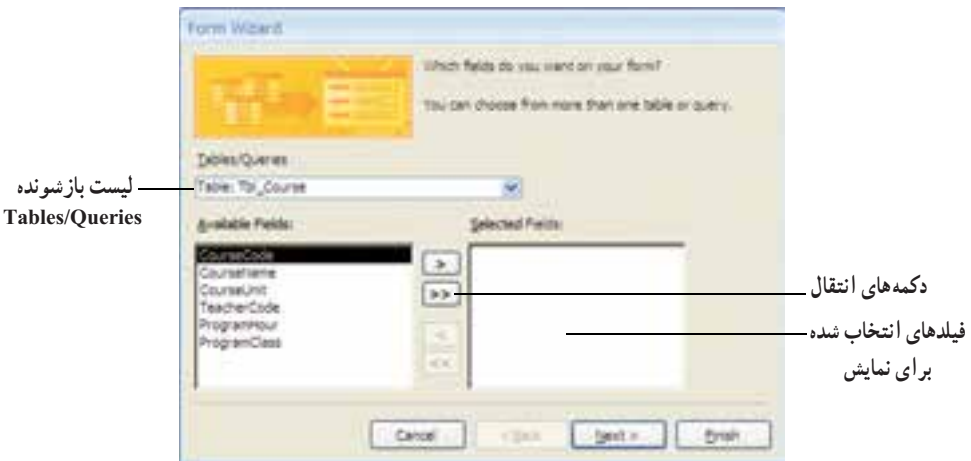 Form Wizard
Which fields do you want on your form?
You can choose from more than one table or query.
Tables/Queries
Table: Tbl_Course
لیست بازشونده
Tables/Queries
Available Fields:
Selected Fields:
CourseCode
CourseName
CourseUnit
TeacherCode
ProgramHour
ProgramClass
>
>>
<
<<
دکمه‌های انتقال
فیلدهای انتخاب شده
برای نمایش
Cancel
< Back
Next >
Finish